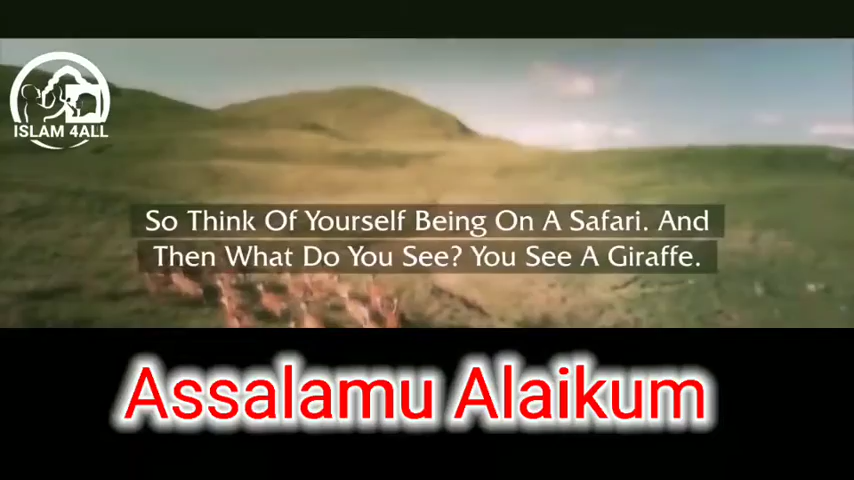 ISLAM 4ALL
So Think Of Yourself Being On A Safari. And
Then What Do You See? You See A Giraffe.
Assalamu Alaikum